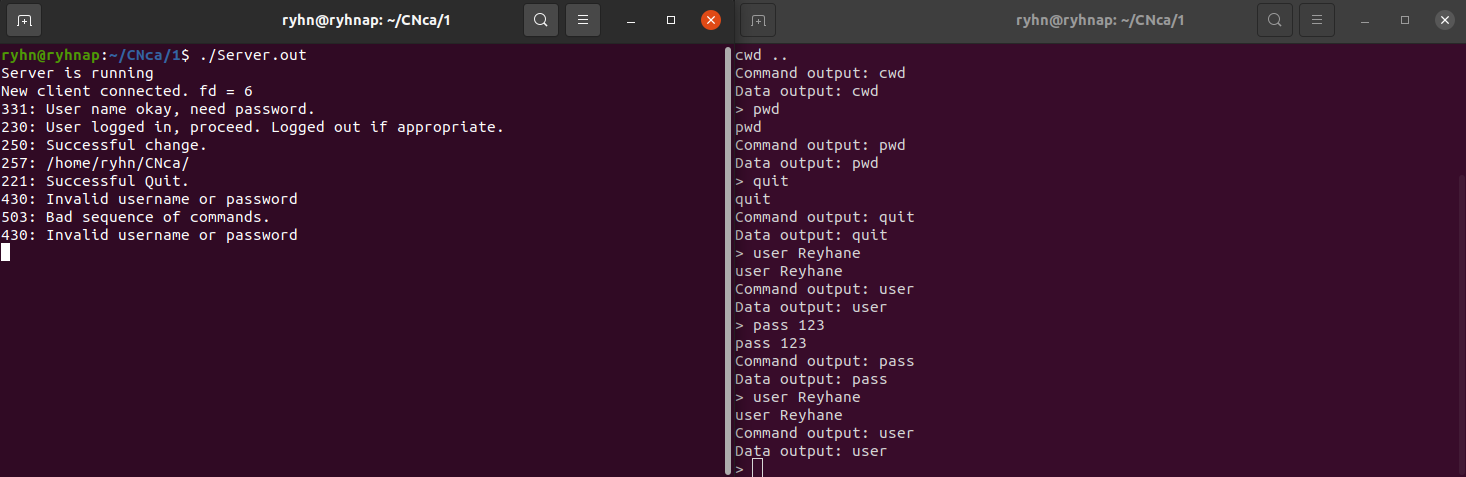 ryhn@ryhnap: ~/CNca/1
ryhn@ryhnap:~/CNca/1$ ./Server.out
Server is running
New client connected. fd = 6
331: User name okay, need password.
230: User logged in, proceed. Logged out if appropriate.
250: Successful change.
257: /home/ryhn/CNca/
221: Successful Quit.
430: Invalid username or password
503: Bad sequence of commands.
430: Invalid username or password
ryhn@ryhnap: ~/CNca/1
cwd ..
Command output: cwd
Data output: cwd
> pwd
pwd
Command output: pwd
Data output: pwd
> quit
quit
Command output: quit
Data output: quit
> user Reyhane
user Reyhane
Command output: user
Data output: user
> pass 123
pass 123
Command output: pass
Data output: pass
> user Reyhane
user Reyhane
Command output: user
Data output: user
>